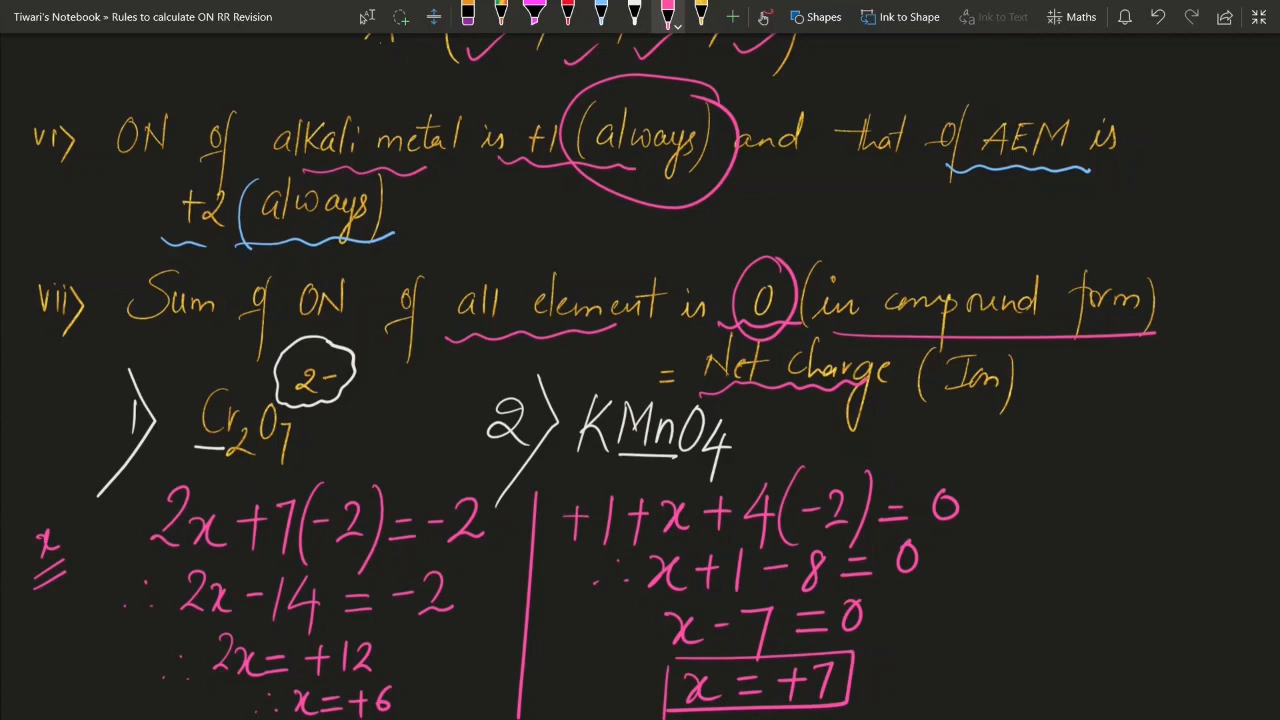 Tiwari's Notebook » Rules to calculate ON RR Revision
Shapes Ink to Shape Ink to Text Maths
vi) ON of alkali metal is +1 (always) and that of AEM is
+2 (always)
vii) Sum of ON of all element is 0 (in compound form)
= Net Charge (Ion)
1) Cr2O7 2-
2) KMnO4
2x+7(-2)=-2
∴ 2x-14=-2
∴ 2x=+12
∴ x=+6
x
+1+x+4(-2)=0
∴ x+1-8=0
x-7=0
x=+7